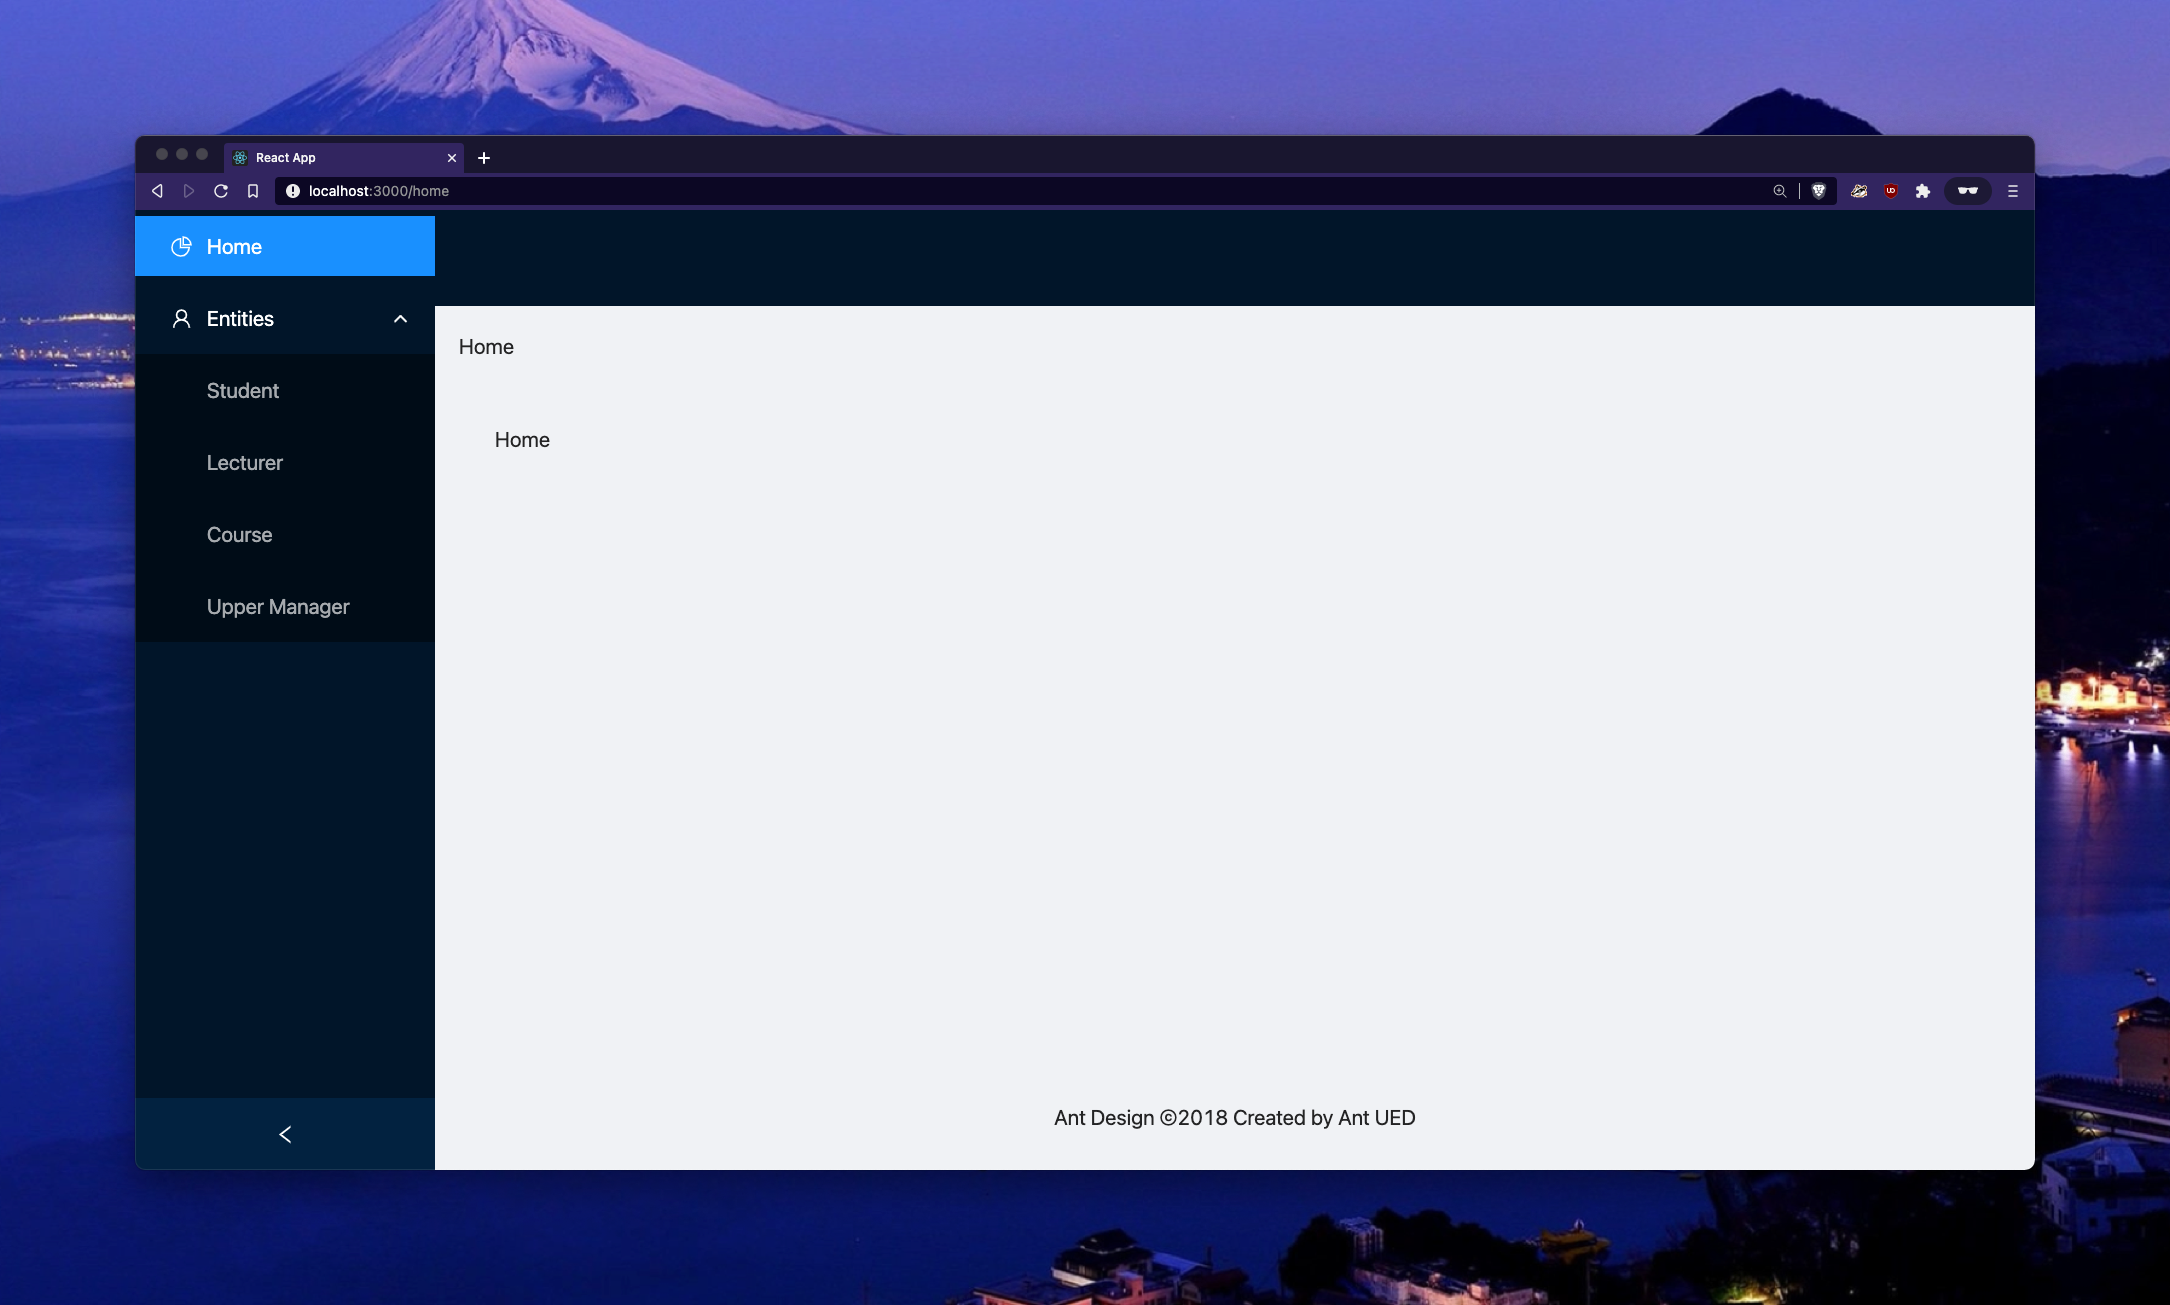 React App
localhost:3000/home
Home
Entities
Student
Lecturer
Course
Upper Manager
Home
Home
Ant Design ©2018 Created by Ant UED